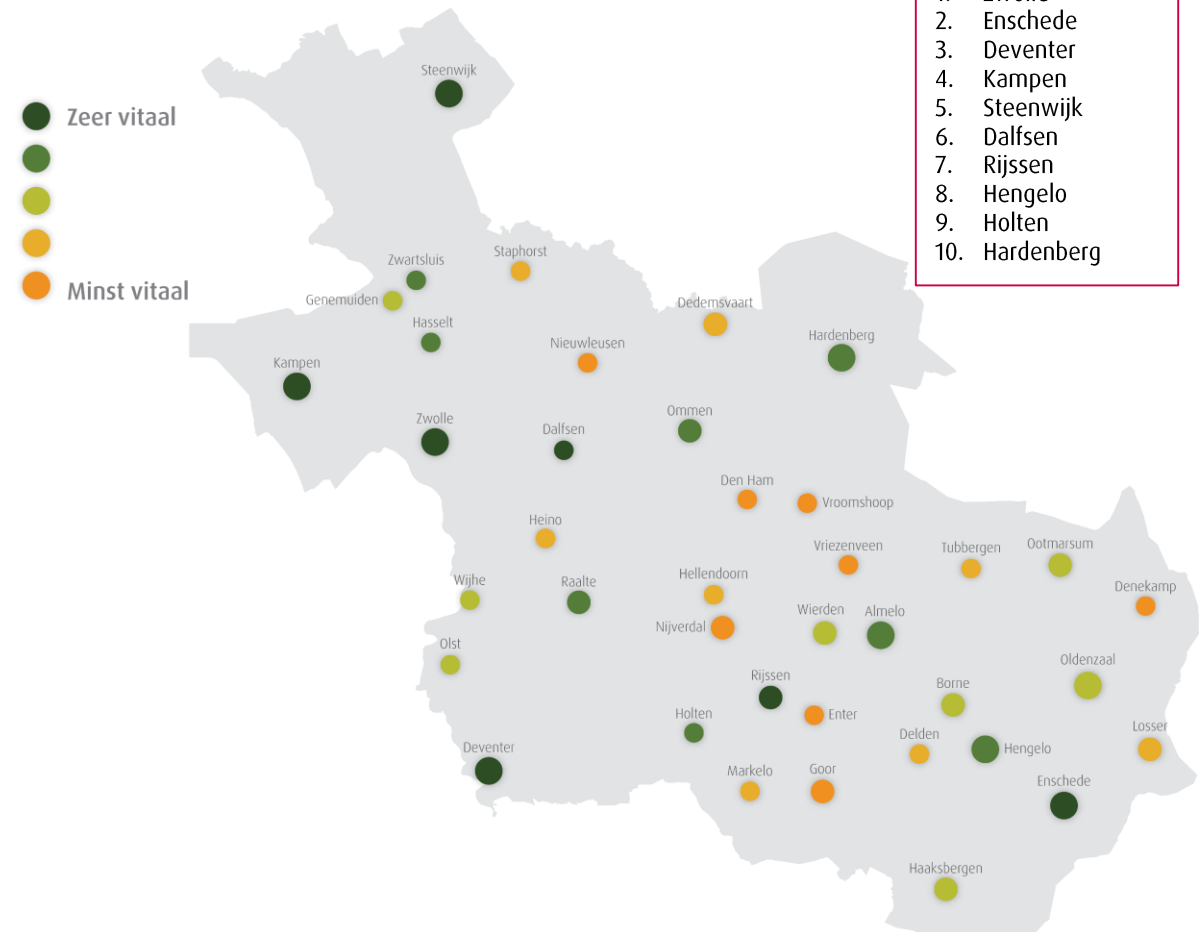 2. Enschede
3. Deventer
4. Kampen
5. Steenwijk
6. Dalfsen
7. Rijssen
8. Hengelo
9. Holten
10. Hardenberg
Zeer vitaal
Minst vitaal
Steenwijk
Zwartsluis
Staphorst
Genemuiden
Dedemsvaart
Hasselt
Nieuwleusen
Hardenberg
Kampen
Zwolle
Dalfsen
Ommen
Den Ham
Vroomshoop
Heino
Vriezenveen
Tubbergen
Ootmarsum
Wijhe
Raalte
Hellendoorn
Denekamp
Nijverdal
Wierden
Almelo
Olst
Oldenzaal
Rijssen
Borne
Holten
Enter
Delden
Losser
Deventer
Hengelo
Markelo
Goor
Enschede
Haaksbergen